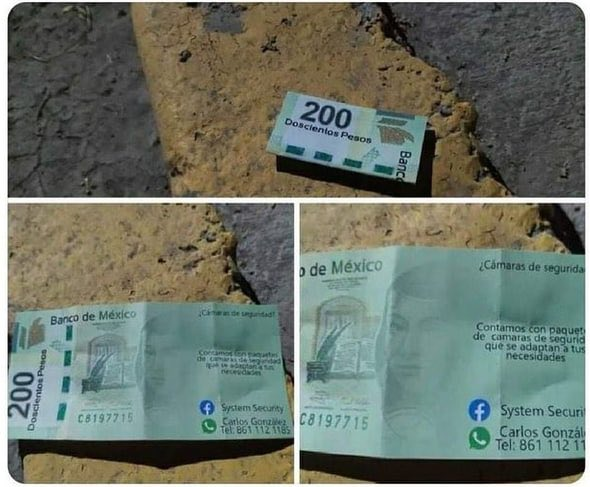 200
Doscientos Pesos
Banco
Banco de México
¿Cámaras de seguridad?
Contamos con paquetes
de camaras de seguridad
que se adaptan a tus
necesidades
200
Doscientos Pesos
C8197715
System Security
Carlos González
Tel: 861 112 1185
o de México
¿Cámaras de seguridad
Contamos con paquete
de camaras de segurid
que se adaptan a tus
necesidades
C8197715
System Securi
Carlos Gonzál
Tel: 861 112 1